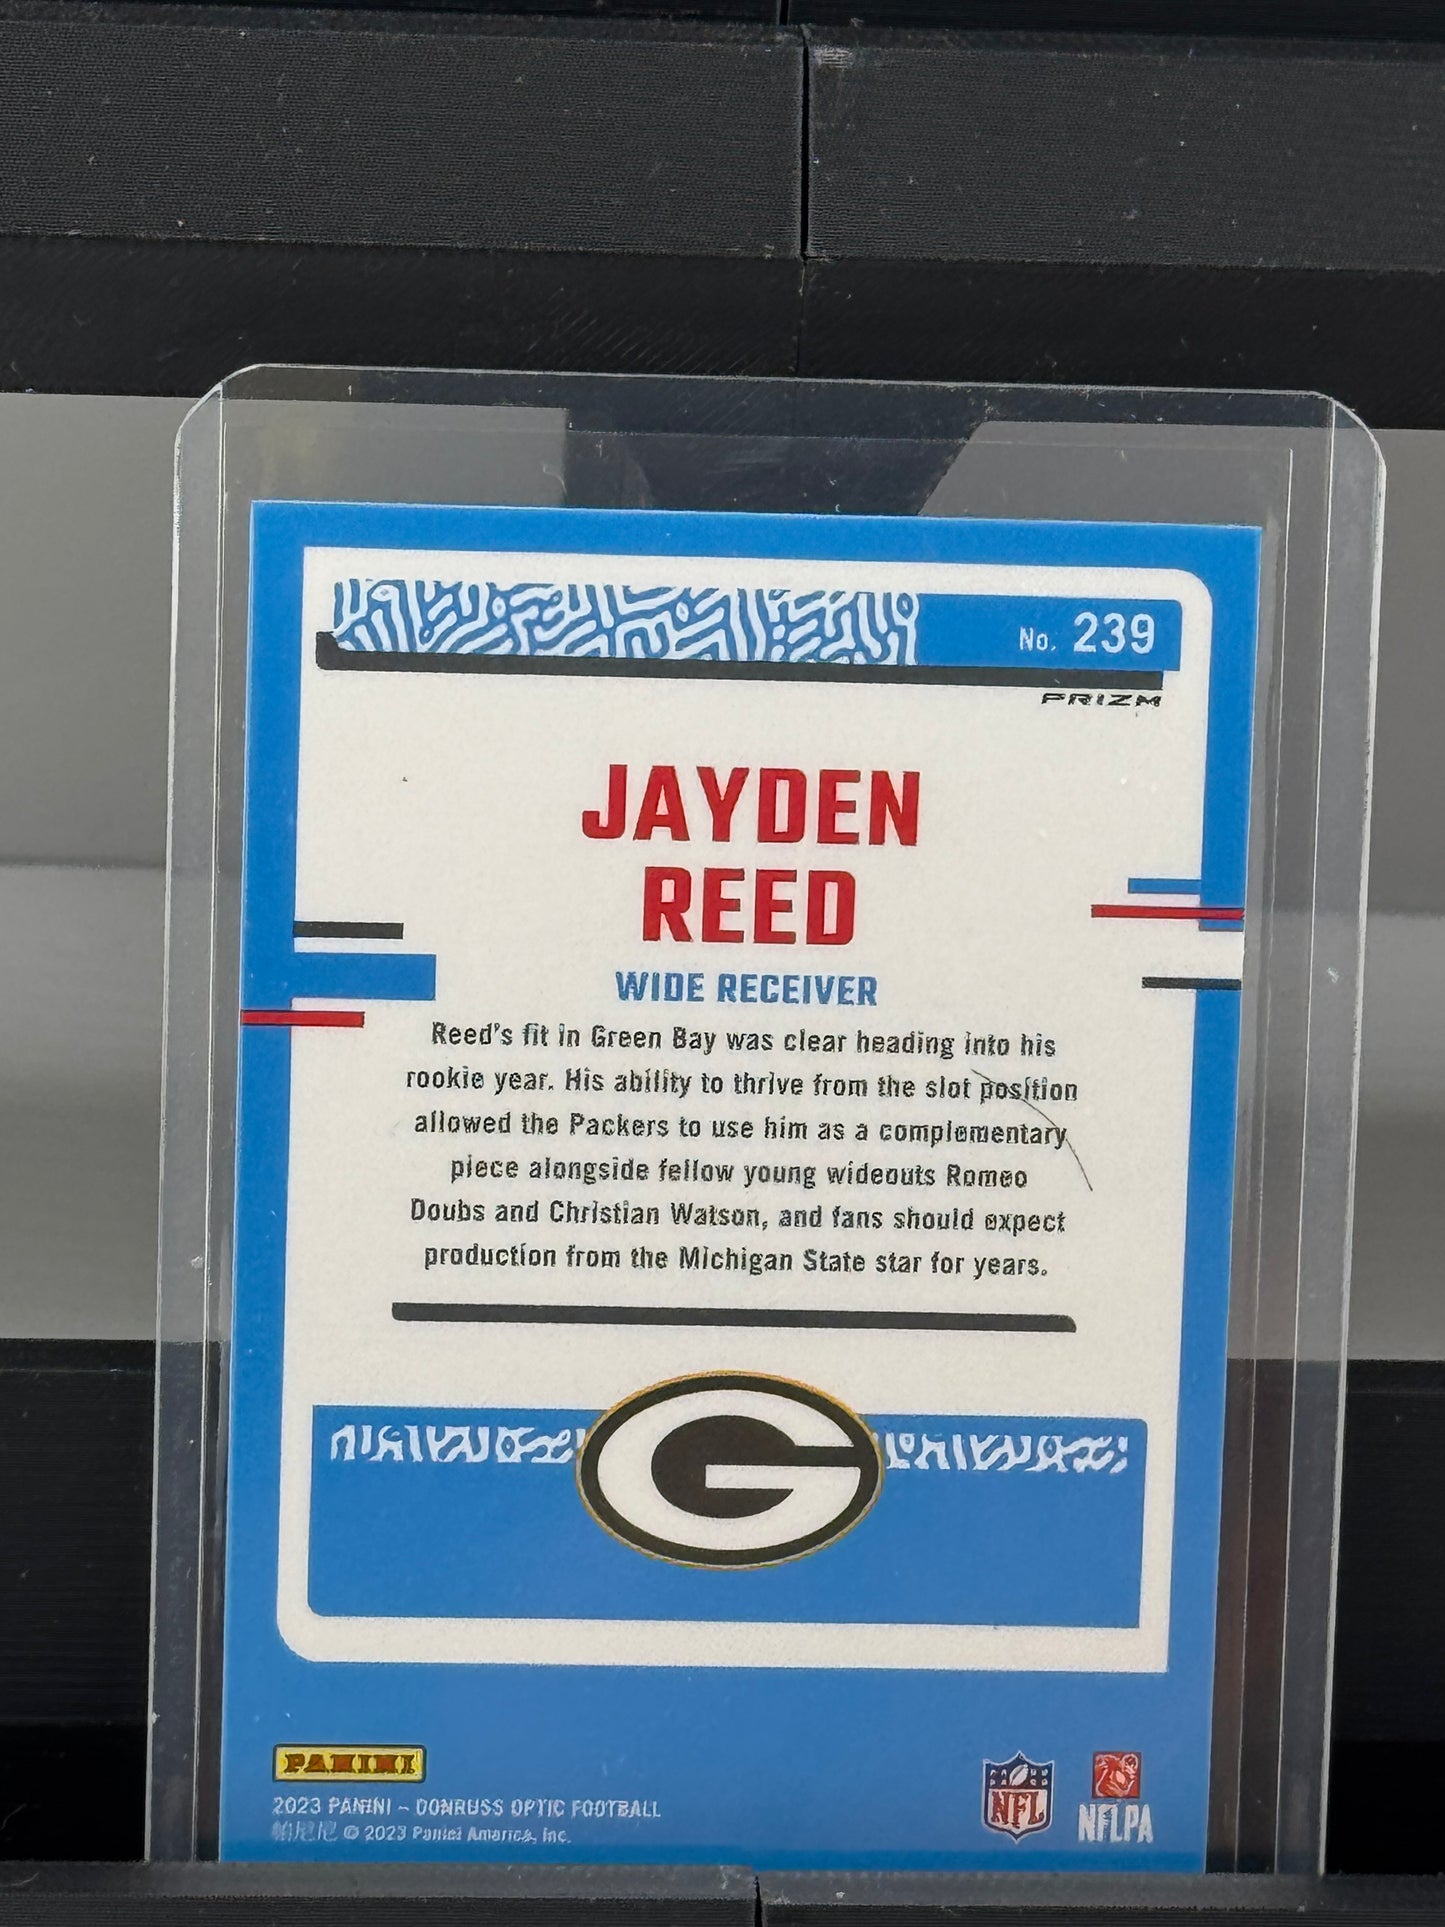 No. 239
PRIZM
JAYDEN
REED
WIDE RECEIVER
Reed's fit in Green Bay was clear heading into his
rookie year. His ability to thrive from the slot position
allowed the Packers to use him as a complementary
piece alongside fellow young wideouts Romeo
Doubs and Christian Watson, and fans should expect
production from the Michigan State star for years.
G
PANINI
2023 PANINI – DONRUSS OPTIC FOOTBALL
帕尼尼 © 2023 Panini America, Inc.
NFL
NFLPA